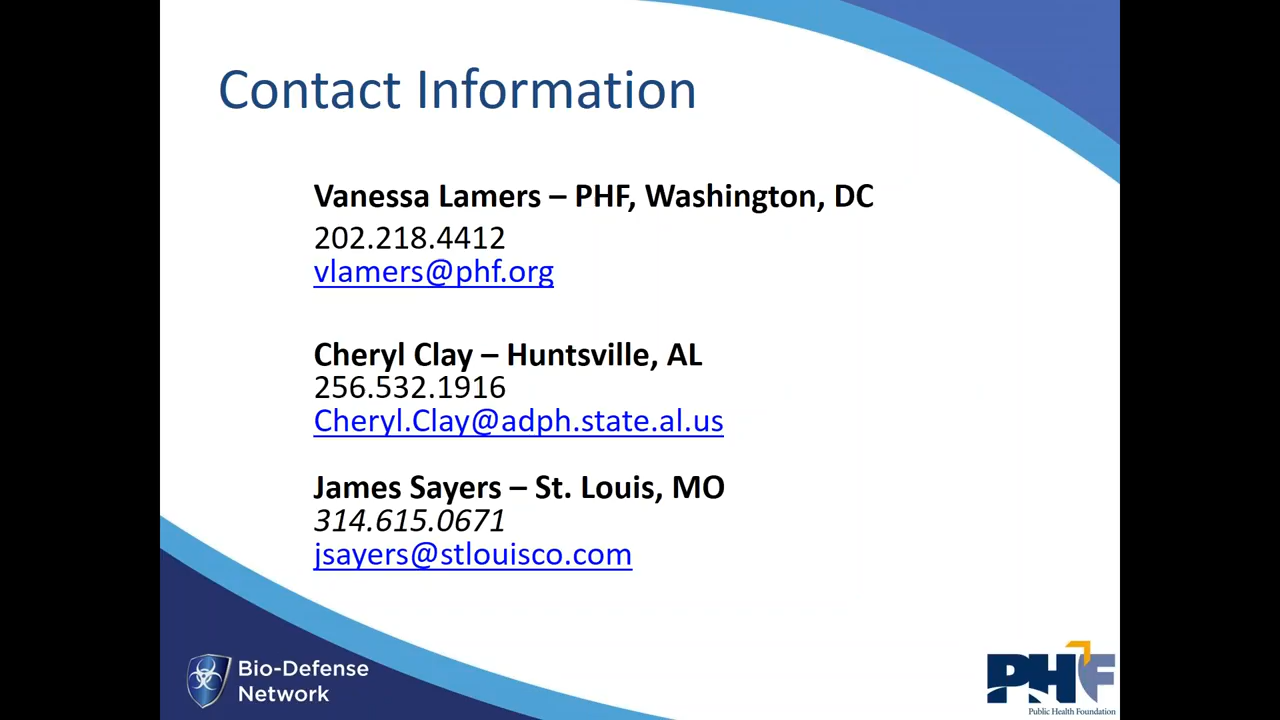 Contact Information
Vanessa Lamers – PHF, Washington, DC
202.218.4412
vlamers@phf.org
Cheryl Clay – Huntsville, AL
256.532.1916
Cheryl.Clay@adph.state.al.us
James Sayers – St. Louis, MO
314.615.0671
jsayers@stlouisco.com
Bio-Defense
Network
PHF
Public Health Foundation